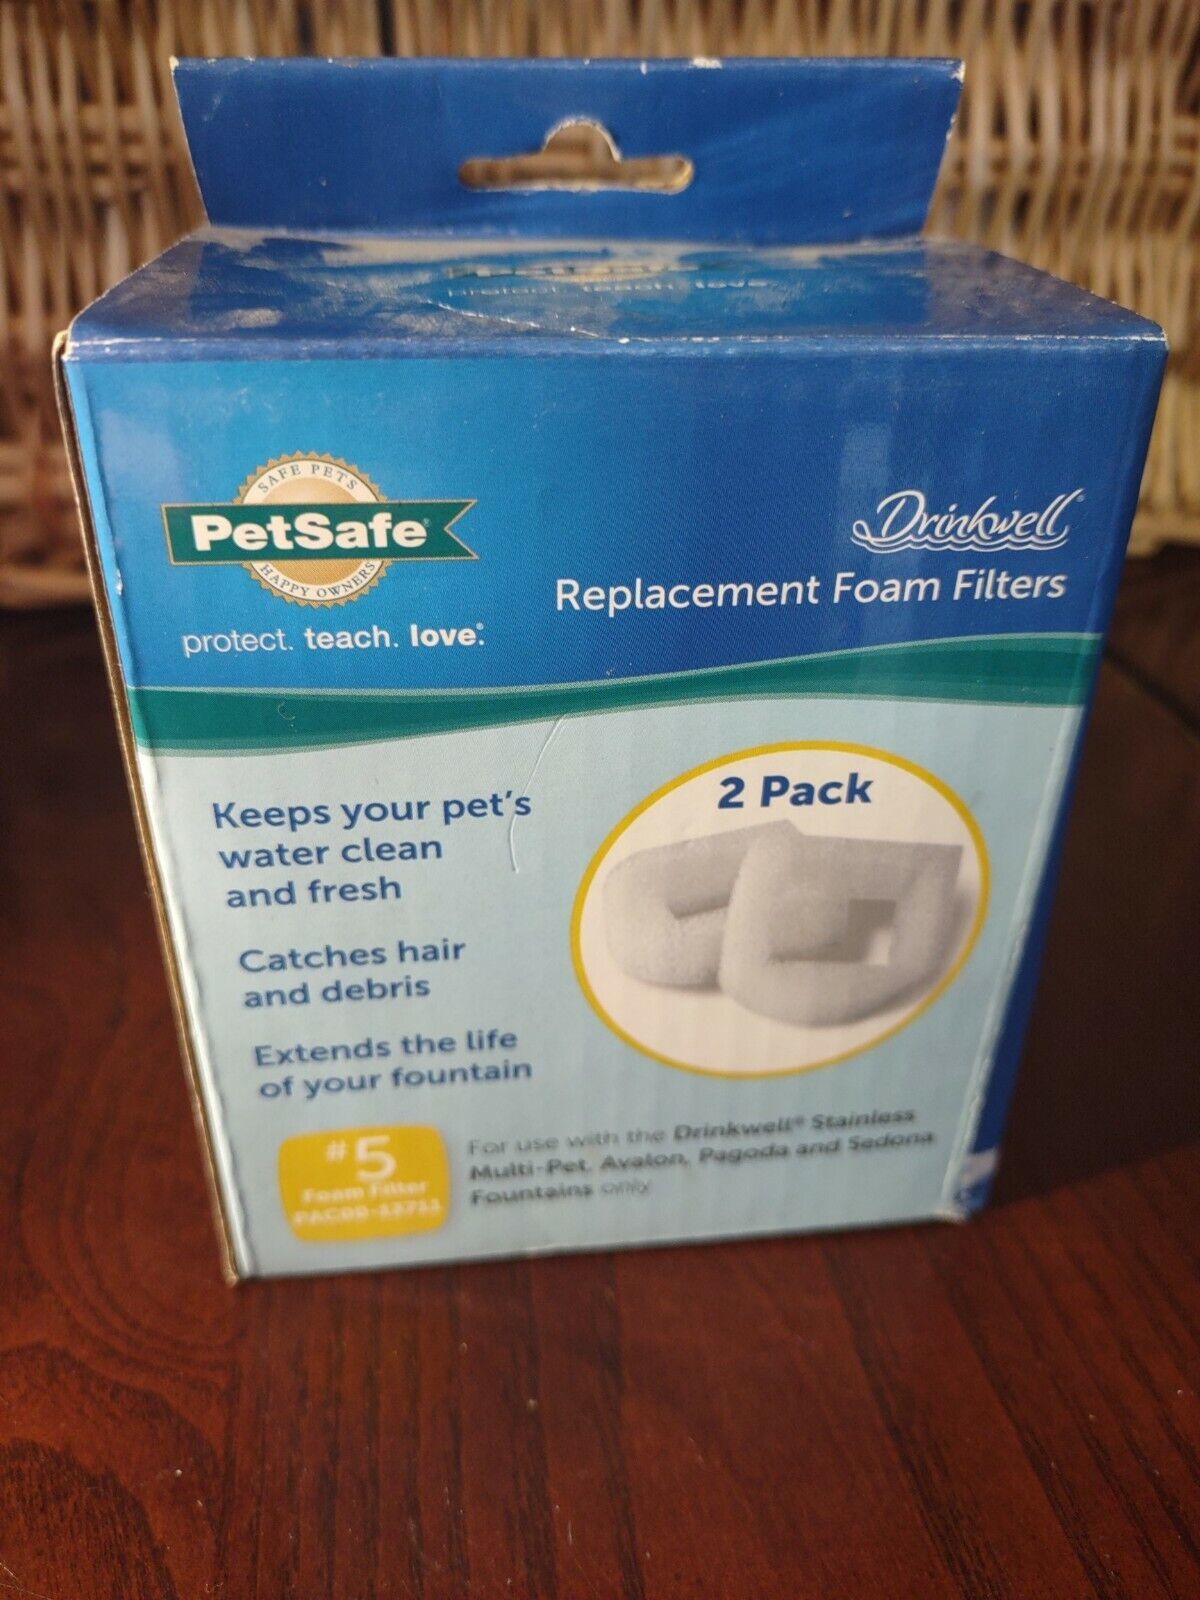 SAFE PETS
PetSafe®
HAPPY OWNERS
protect. teach. love.®
Drinkwell®
Replacement Foam Filters
Keeps your pet's
water clean
and fresh
Catches hair
and debris
Extends the life
of your fountain
2 Pack
#5
Foam Filter
PAC00-13711
For use with the Drinkwell® Stainless
Multi-Pet, Avalon, Pagoda and Sedona
Fountains only